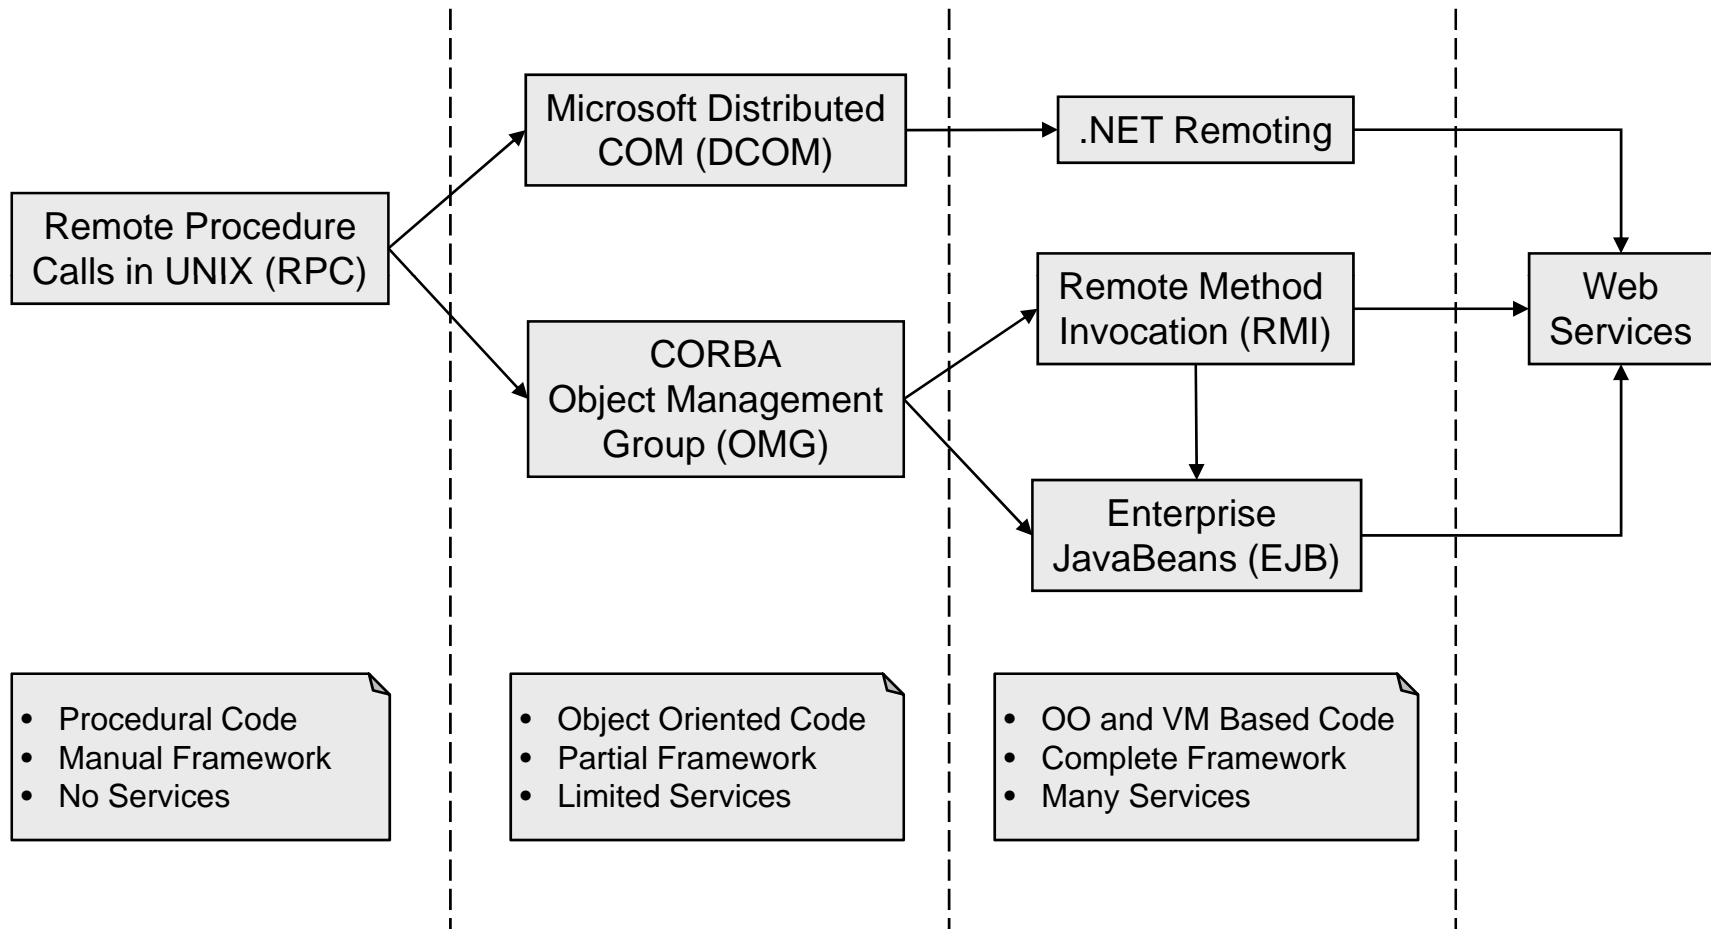 Remote Procedure
Calls in UNIX (RPC)
Microsoft Distributed
COM (DCOM)
CORBA
Object Management
Group (OMG)
.NET Remoting
Remote Method
Invocation (RMI)
Enterprise
JavaBeans (EJB)
Web
Services
• Procedural Code
• Manual Framework
• No Services
• Object Oriented Code
• Partial Framework
• Limited Services
• OO and VM Based Code
• Complete Framework
• Many Services